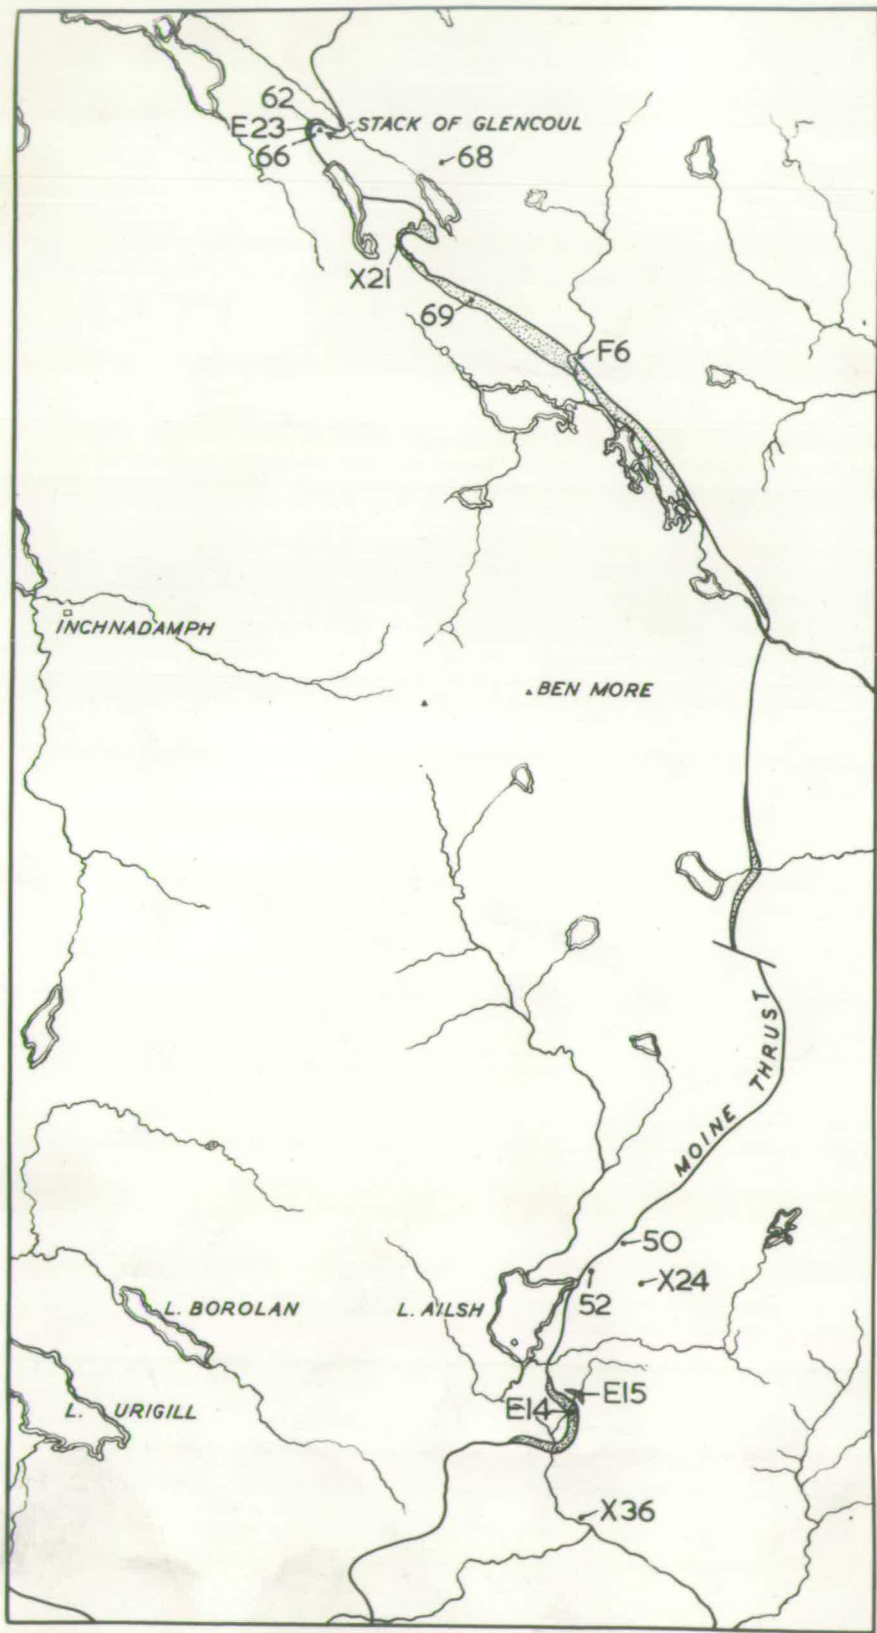 62
E23
STACK OF GLENCOUL
66
68
X21
69
F6
INCHNADAMPH
BEN MORE
MOINE THRUST
50
X24
52
L. BOROLAN
L. AILSH
E15
E14
L. URIGILL
X36